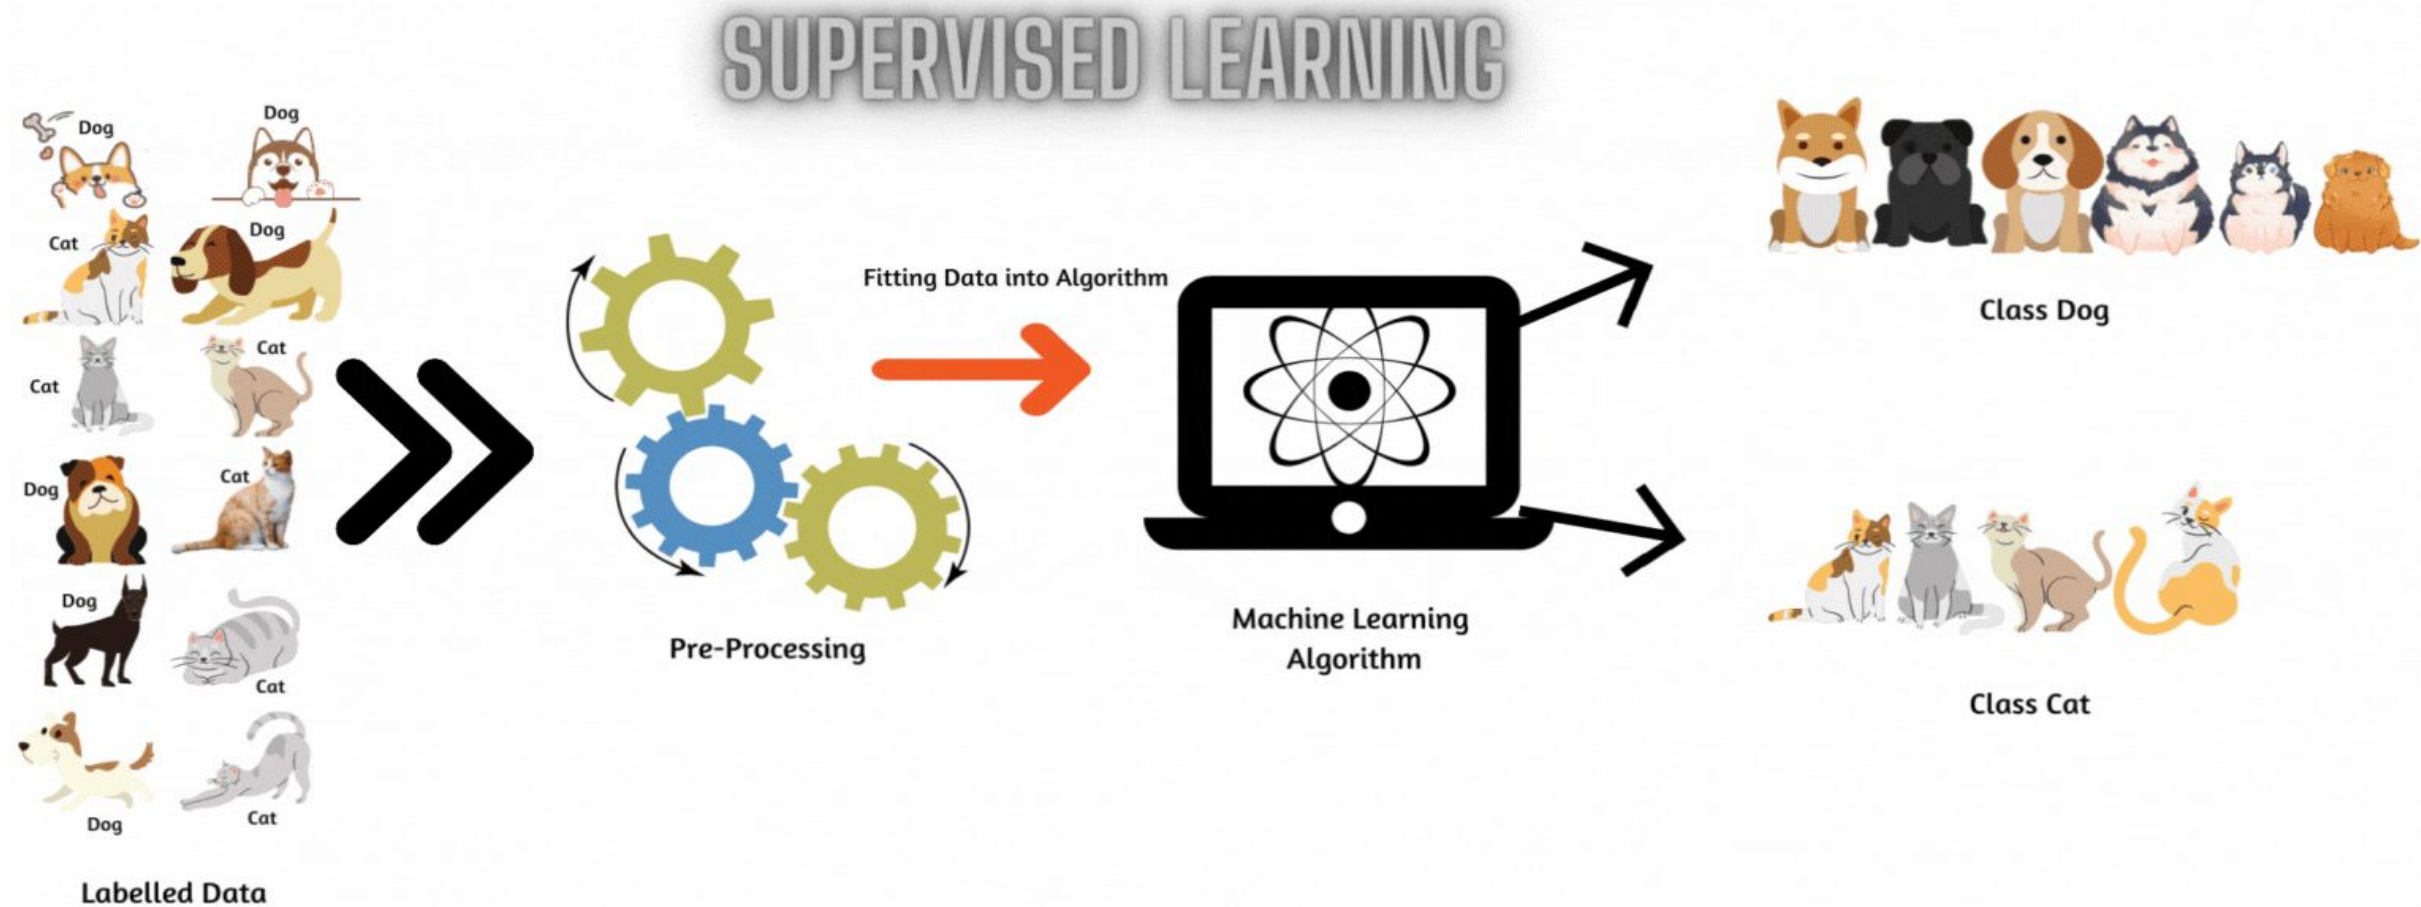 SUPERVISED LEARNING
Dog
Dog
Cat
Dog
Cat
Cat
Dog
Cat
Dog
Cat
Dog
Cat
Labelled Data
Pre-Processing
Fitting Data into Algorithm
Machine Learning
Algorithm
Class Dog
Class Cat